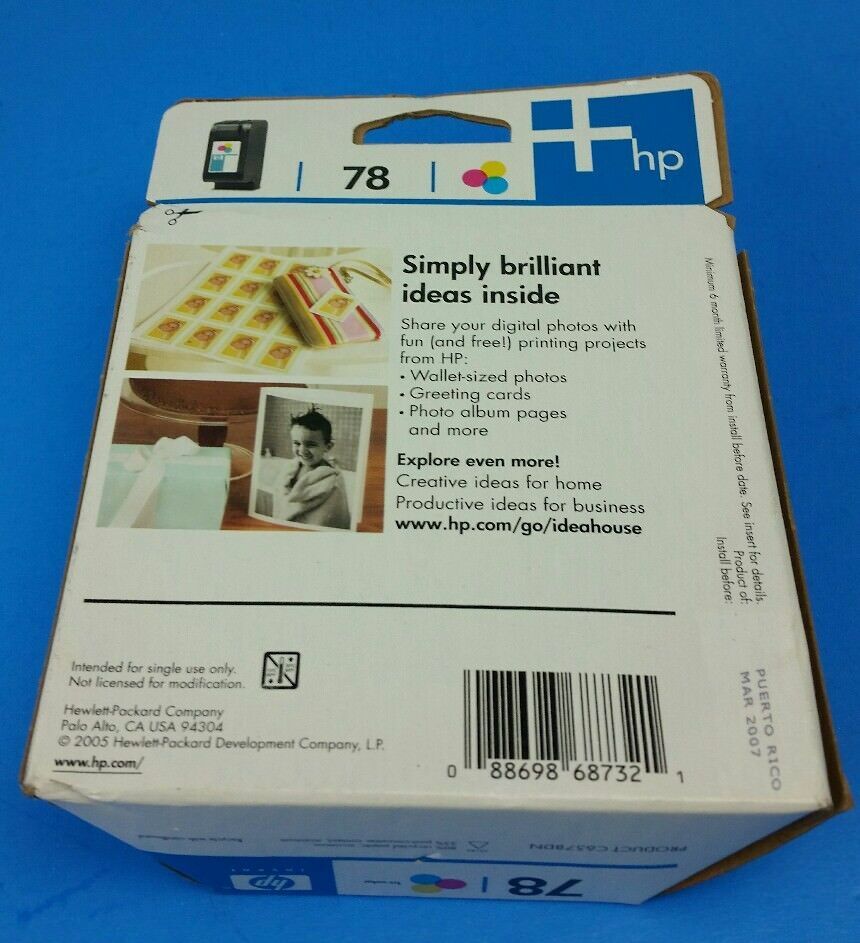 78
hp
Simply brilliant
ideas inside
Share your digital photos with
fun (and free!) printing projects
from HP:
• Wallet-sized photos
• Greeting cards
• Photo album pages
and more
Explore even more!
Creative ideas for home
Productive ideas for business
www.hp.com/go/ideahouse
Minimum 6 month limited warranty from install before date. See insert for details.
Product of:
Install before:
PUERTO RICO
MAR 2007
Intended for single use only.
Not licensed for modification.
Hewlett-Packard Company
Palo Alto, CA USA 94304
© 2005 Hewlett-Packard Development Company, L.P.
www.hp.com/
0 88698 68732 1
PRODUCT C6578DN
78
hp
invent